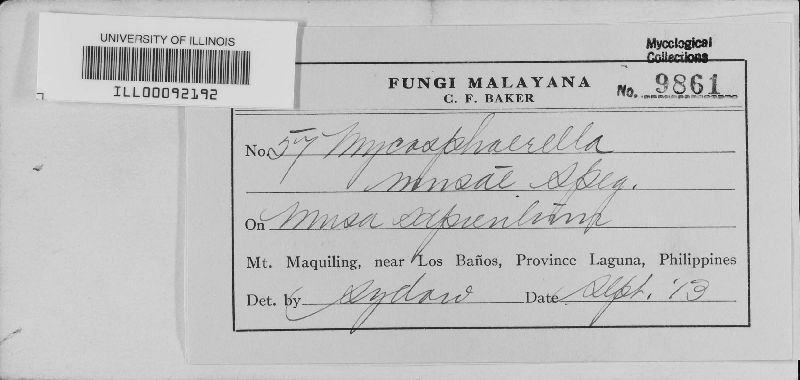 UNIVERSITY OF ILLINOIS
ILL00092192
Mycological
Collections
No. 9861
FUNGI MALAYANA
C. F. BAKER
No. 57 Mycosphaerella
musae Speg.
On Musa sapientum
Mt. Maquiling, near Los Baños, Province Laguna, Philippines
Det. by Sydow Date Sept. '13